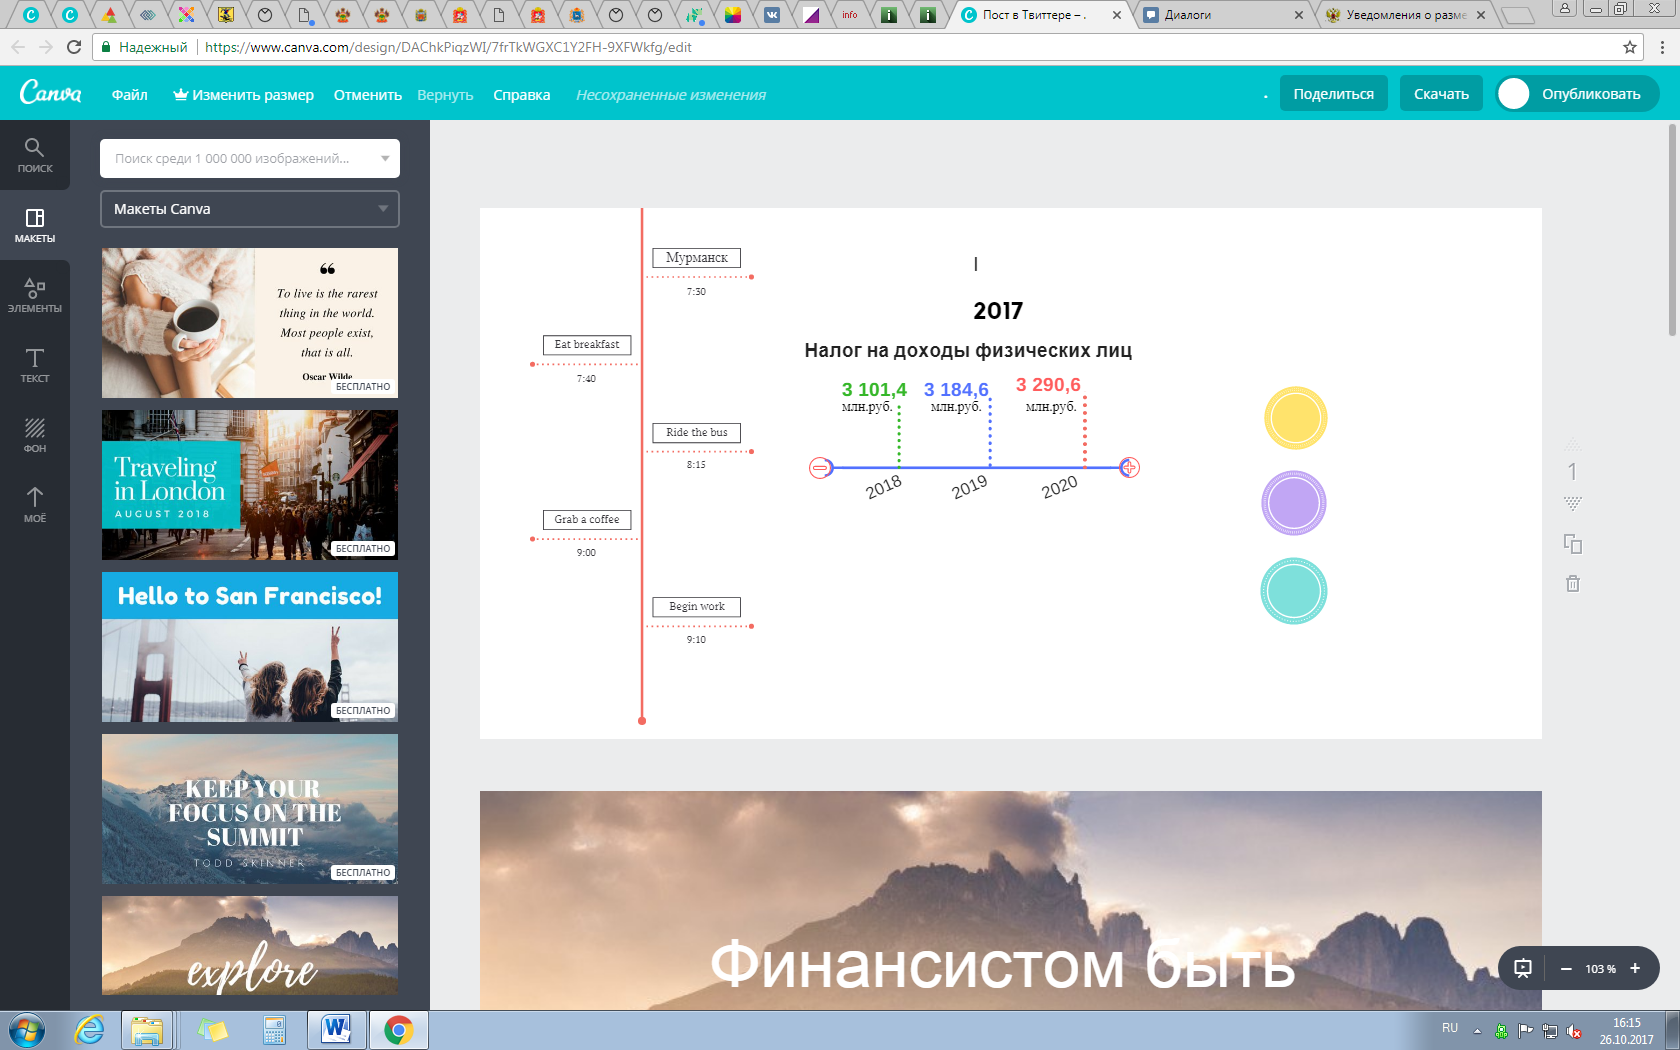 info
Пост в Твиттере – .
Диалоги
Уведомления о разме
Надежный
https://www.canva.com/design/DAChkPiqzWI/7frTkWGXC1Y2FH-9XFWkfg/edit
Canva
Файл
Изменить размер
Отменить
Вернуть
Справка
Несохраненные изменения
Поделиться
Скачать
Опубликовать
ПОИСК
МАКЕТЫ
ЭЛЕМЕНТЫ
ТЕКСТ
ФОН
МОЁ
Поиск среди 1 000 000 изображений...
Макеты Canva
To live is the rarest
thing in the world.
Most people exist,
that is all.
Oscar Wilde
БЕСПЛАТНО
Traveling
in London
AUGUST 2018
БЕСПЛАТНО
Hello to San Francisco!
БЕСПЛАТНО
KEEP YOUR
FOCUS ON THE
SUMMIT
TODD SKINNER
БЕСПЛАТНО
explore
Мурманск
7:30
Eat breakfast
7:40
Ride the bus
8:15
Grab a coffee
9:00
Begin work
9:10
2017
Налог на доходы физических лиц
3 101,4 3 184,6 3 290,6
млн.руб. млн.руб. млн.руб.
2018 2019 2020
1
Финансистом быть
103 %
RU
16:15
26.10.2017